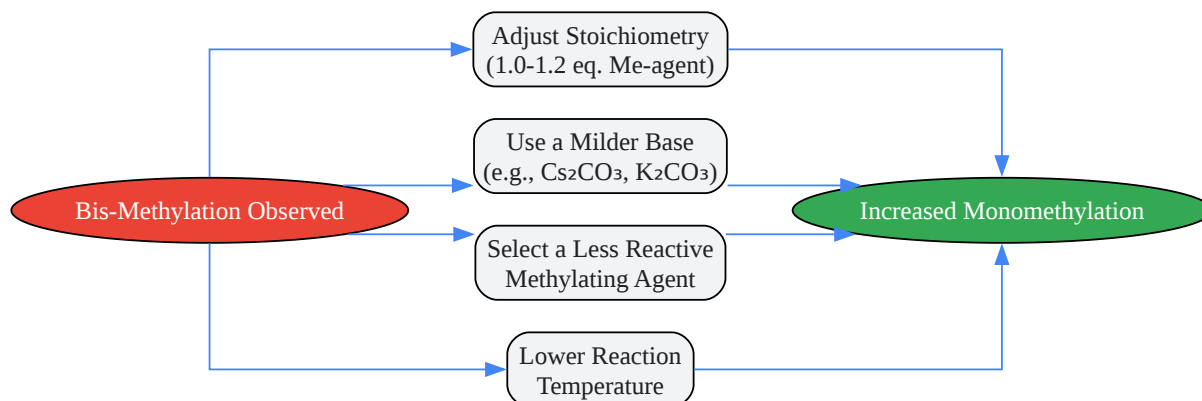 Adjust Stoichiometry
(1.0-1.2 eq. Me-agent)
Use a Milder Base
(e.g., Cs₂CO₃, K₂CO₃)
Bis-Methylation Observed
Increased Monomethylation
Select a Less Reactive
Methylating Agent
Lower Reaction
Temperature